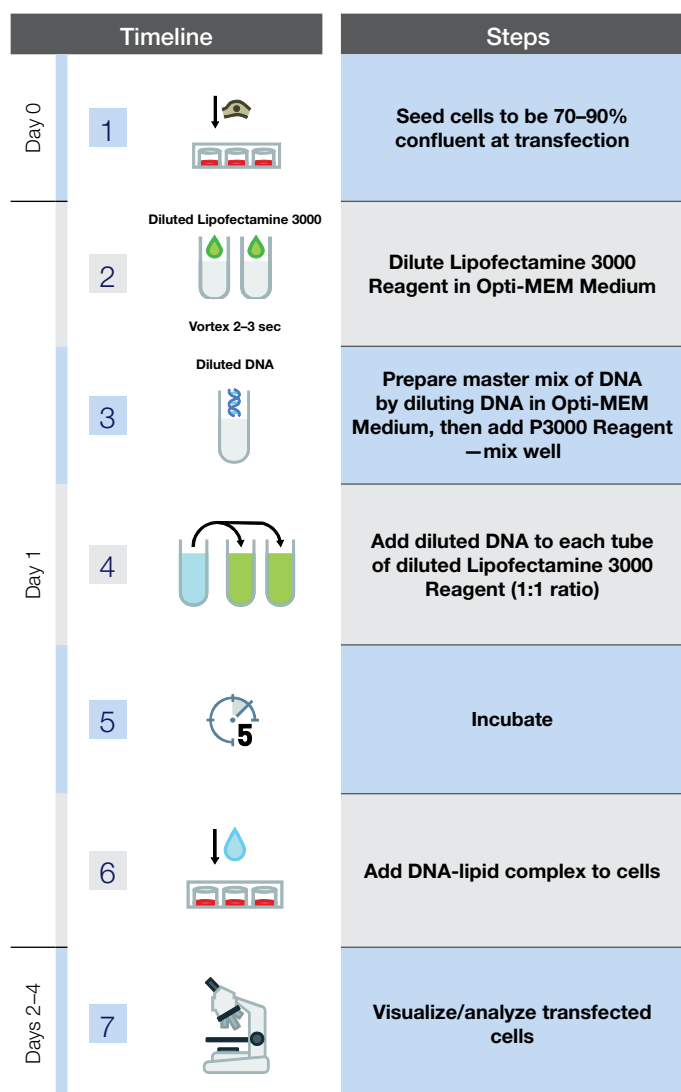 Timeline
Steps
Day 0
1
Seed cells to be 70–90%
confluent at transfection
Day 1
2
Diluted Lipofectamine 3000
Vortex 2–3 sec
Dilute Lipofectamine 3000
Reagent in Opti-MEM Medium
3
Diluted DNA
Prepare master mix of DNA
by diluting DNA in Opti-MEM
Medium, then add P3000 Reagent
—mix well
4
Add diluted DNA to each tube
of diluted Lipofectamine 3000
Reagent (1:1 ratio)
5
5
Incubate
6
Add DNA-lipid complex to cells
Days 2–4
7
Visualize/analyze transfected
cells